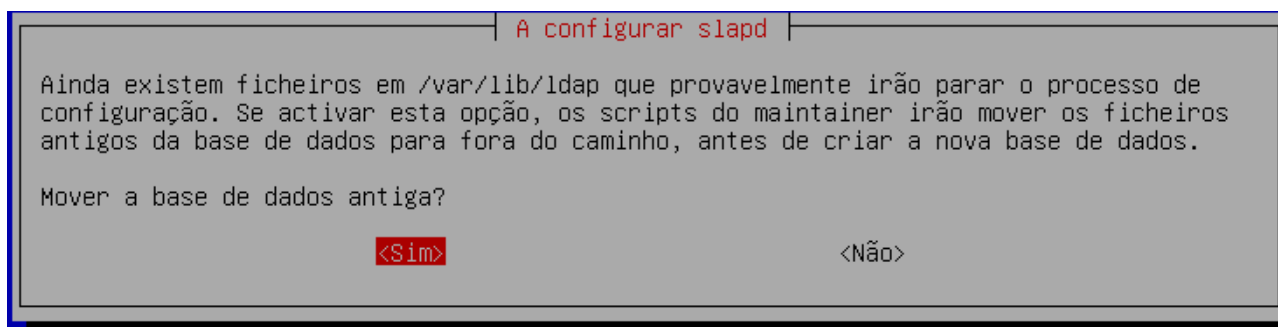 A configurar slapd
Ainda existem ficheiros em /var/lib/ldap que provavelmente irão parar o processo de
configuração. Se activar esta opção, os scripts do maintainer irão mover os ficheiros
antigos da base de dados para fora do caminho, antes de criar a nova base de dados.
Mover a base de dados antiga?
<Sim> <Não>